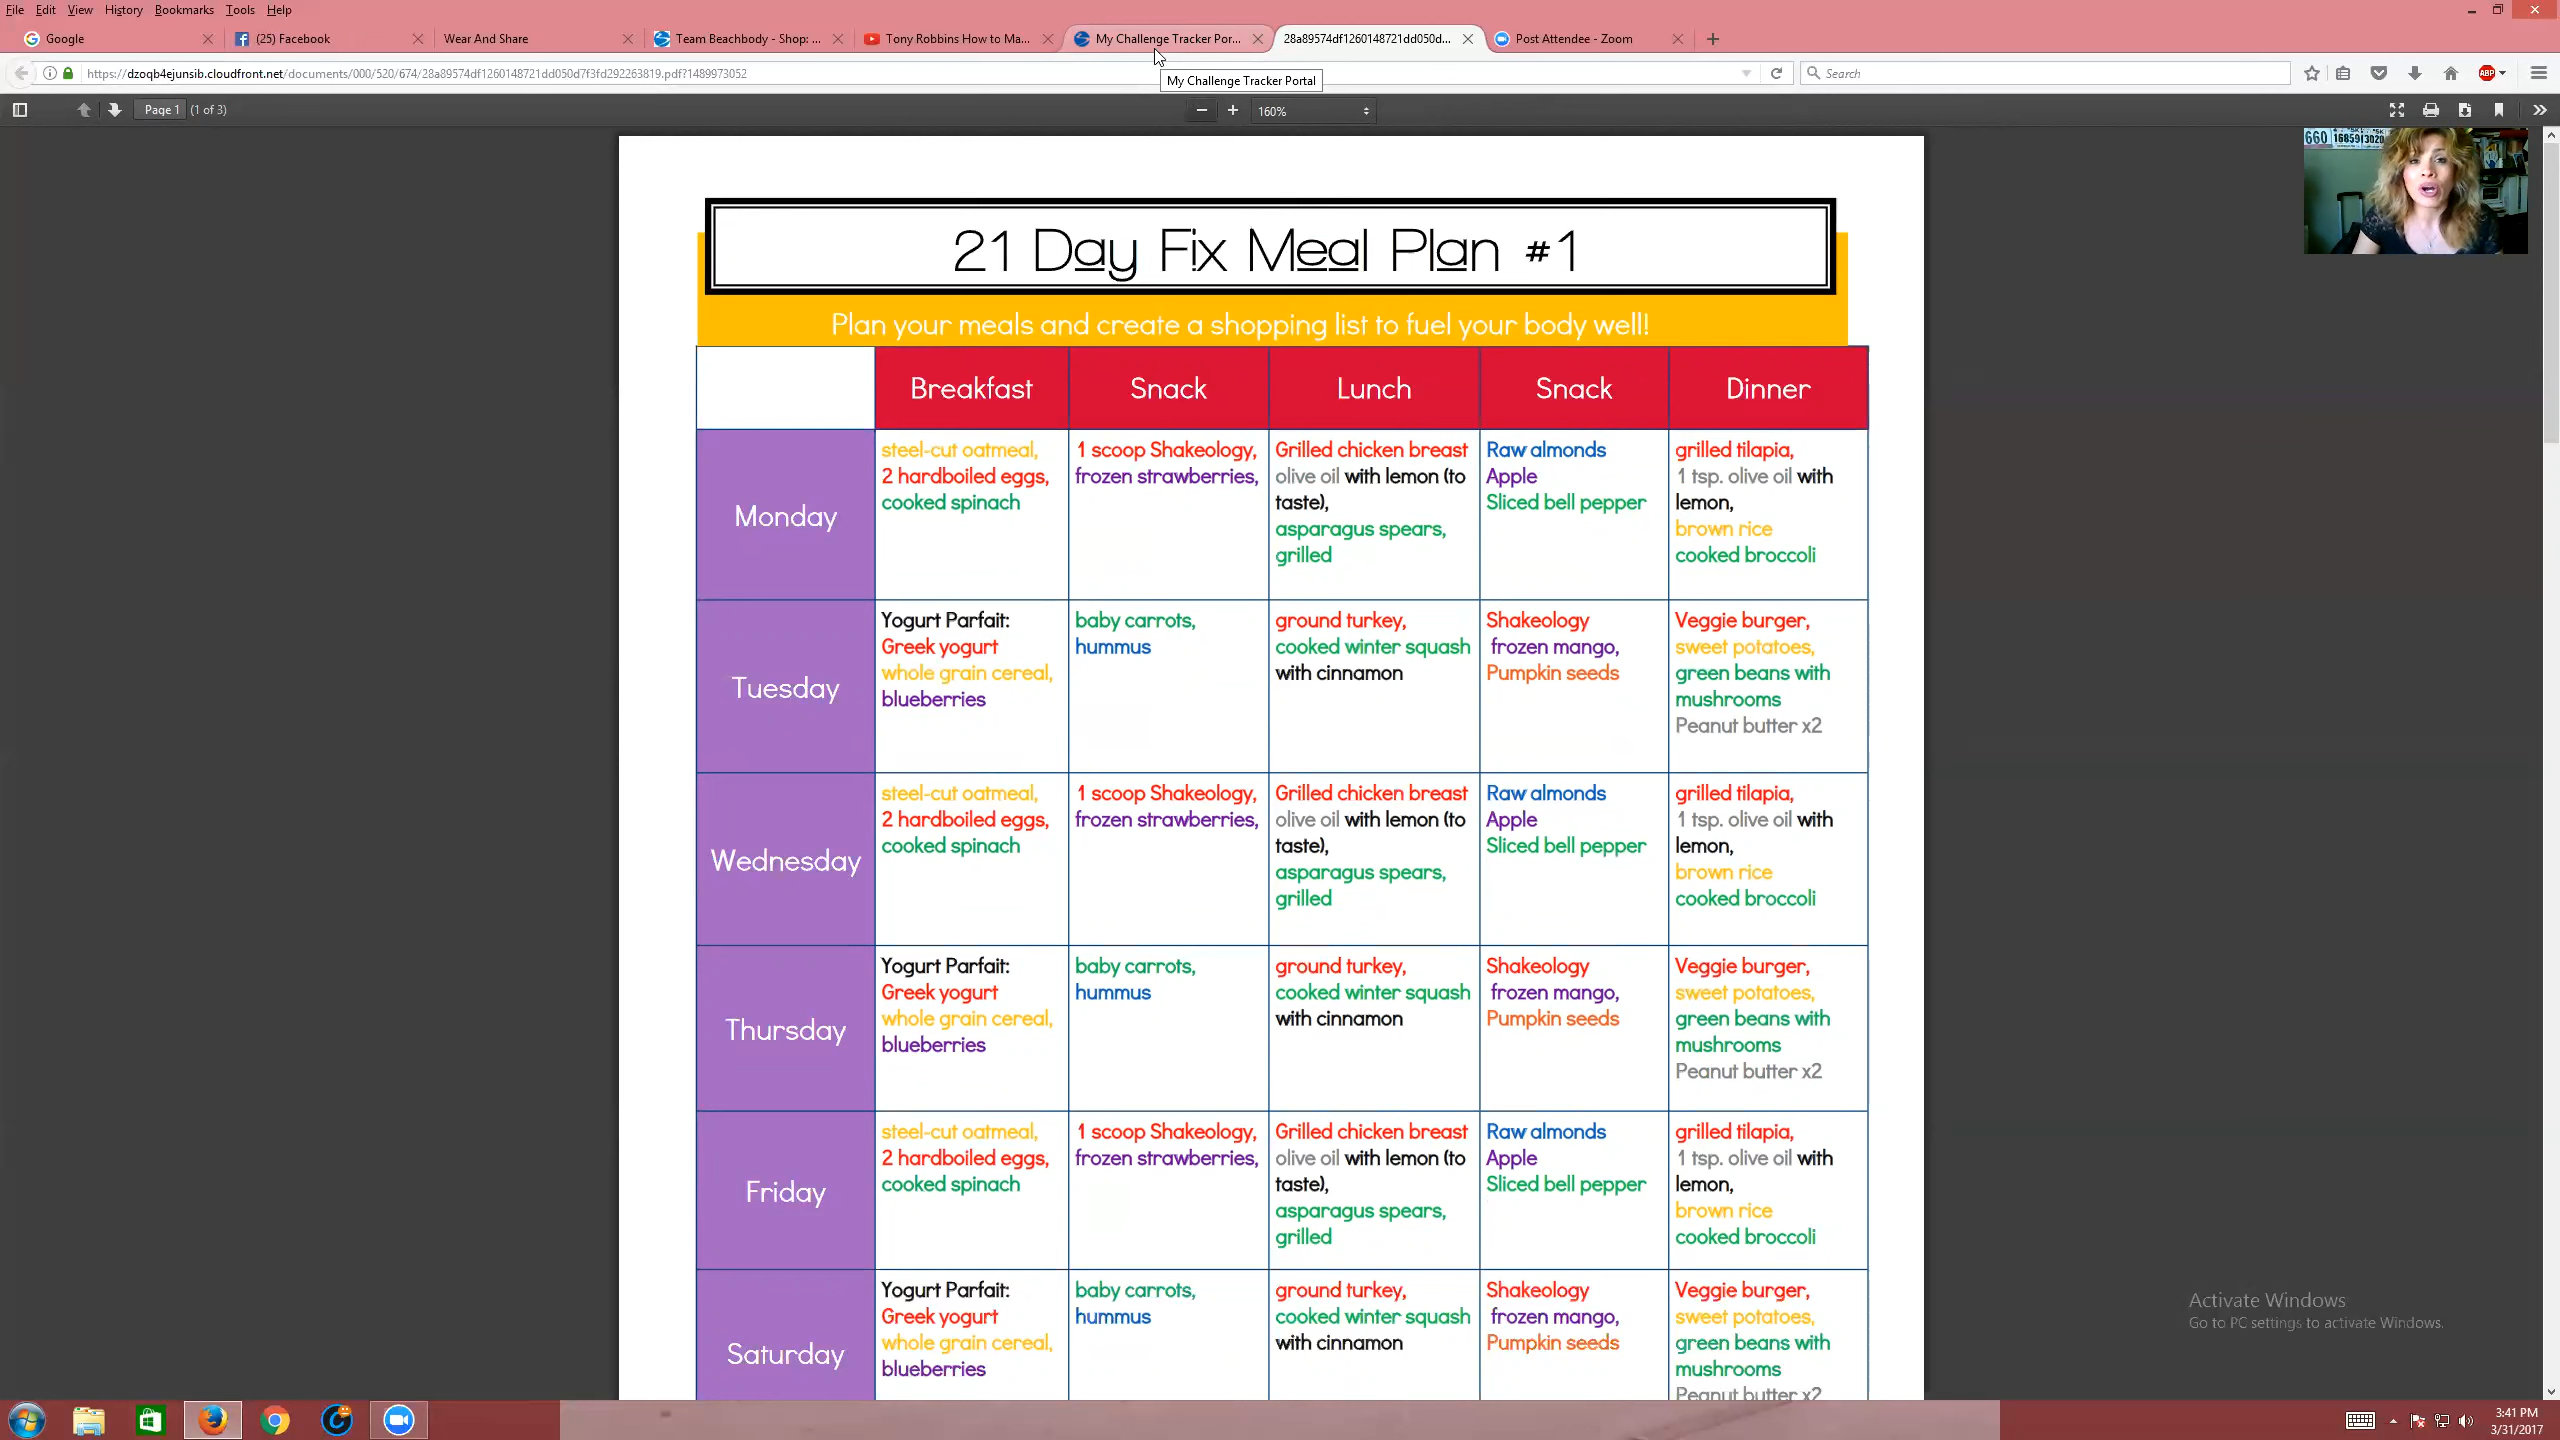 File Edit View History Bookmarks Tools Help
Google
(25) Facebook
Wear And Share
Team Beachbody - Shop: ...
Tony Robbins How to Ma...
My Challenge Tracker Por...
28a89574df1260148721dd050d...
Post Attendee - Zoom
https://dzoqb4ejunsib.cloudfront.net/documents/000/520/674/28a89574df1260148721dd050d7f3fd292263819.pdf?1489973052
Search
ABP
My Challenge Tracker Portal
Page 1 (1 of 3)
160%
660 1685913020
21 Day Fix Meal Plan #1
Plan your meals and create a shopping list to fuel your body well!
Breakfast Snack Lunch Snack Dinner
Monday
steel-cut oatmeal,
2 hardboiled eggs,
cooked spinach
1 scoop Shakeology,
frozen strawberries,
Grilled chicken breast
olive oil with lemon (to
taste),
asparagus spears,
grilled
Raw almonds
Apple
Sliced bell pepper
grilled tilapia,
1 tsp. olive oil with
lemon,
brown rice
cooked broccoli
Tuesday
Yogurt Parfait:
Greek yogurt
whole grain cereal,
blueberries
baby carrots,
hummus
ground turkey,
cooked winter squash
with cinnamon
Shakeology
frozen mango,
Pumpkin seeds
Veggie burger,
sweet potatoes,
green beans with
mushrooms
Peanut butter x2
Wednesday
steel-cut oatmeal,
2 hardboiled eggs,
cooked spinach
1 scoop Shakeology,
frozen strawberries,
Grilled chicken breast
olive oil with lemon (to
taste),
asparagus spears,
grilled
Raw almonds
Apple
Sliced bell pepper
grilled tilapia,
1 tsp. olive oil with
lemon,
brown rice
cooked broccoli
Thursday
Yogurt Parfait:
Greek yogurt
whole grain cereal,
blueberries
baby carrots,
hummus
ground turkey,
cooked winter squash
with cinnamon
Shakeology
frozen mango,
Pumpkin seeds
Veggie burger,
sweet potatoes,
green beans with
mushrooms
Peanut butter x2
Friday
steel-cut oatmeal,
2 hardboiled eggs,
cooked spinach
1 scoop Shakeology,
frozen strawberries,
Grilled chicken breast
olive oil with lemon (to
taste),
asparagus spears,
grilled
Raw almonds
Apple
Sliced bell pepper
grilled tilapia,
1 tsp. olive oil with
lemon,
brown rice
cooked broccoli
Saturday
Yogurt Parfait:
Greek yogurt
whole grain cereal,
blueberries
baby carrots,
hummus
ground turkey,
cooked winter squash
with cinnamon
Shakeology
frozen mango,
Pumpkin seeds
Veggie burger,
sweet potatoes,
green beans with
mushrooms
Peanut butter x2
Activate Windows
Go to PC settings to activate Windows.
3:41 PM
3/31/2017